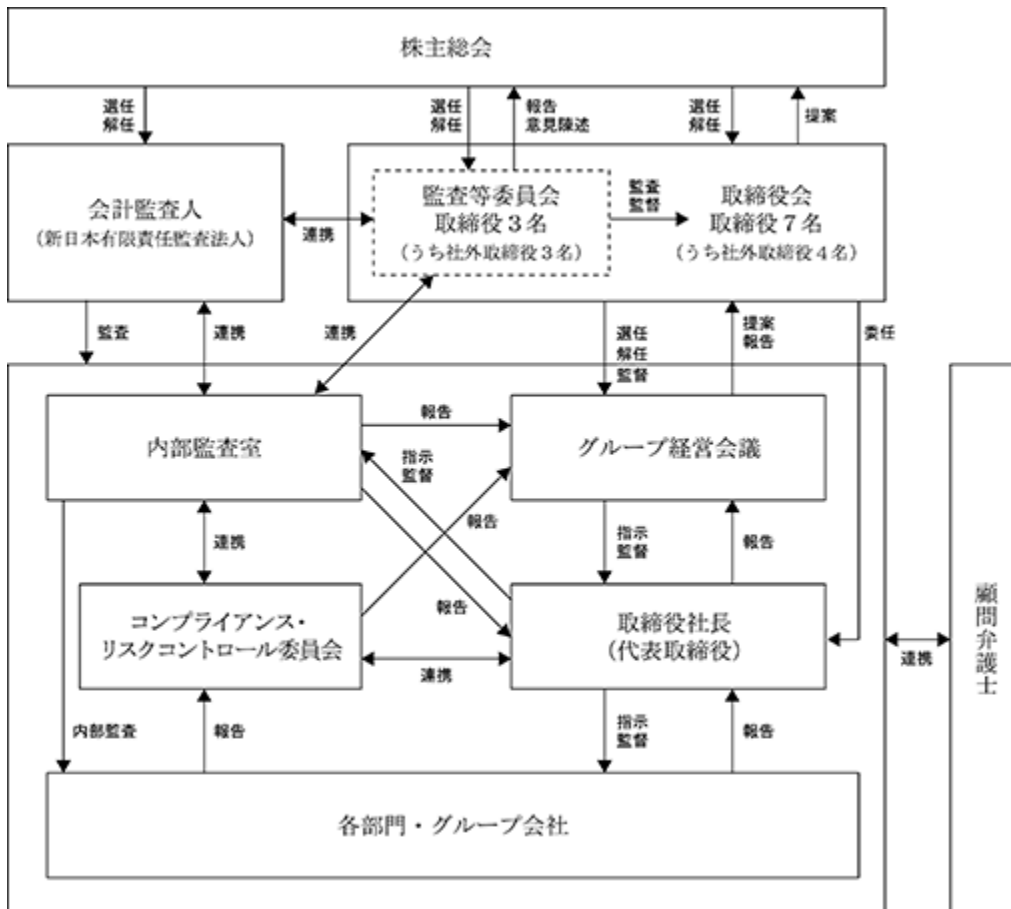 株主総会
選任
解任
選任
解任
報告
意見陳述
選任
解任
提案
会計監査人
（新日本有限責任監査法人）
連携
監査等委員会
取締役３名
（うち社外取締役３名）
監査
監督
取締役会
取締役７名
（うち社外取締役４名）
監査
連携
連携
選任
解任
監督
提案
報告
委任
内部監査室
報告
指示
監督
グループ経営会議
連携
報告
報告
指示
監督
報告
コンプライアンス・
リスクコントロール委員会
連携
取締役社長
（代表取締役）
連携
顧問弁護士
内部監査
報告
指示
監督
報告
各部門・グループ会社